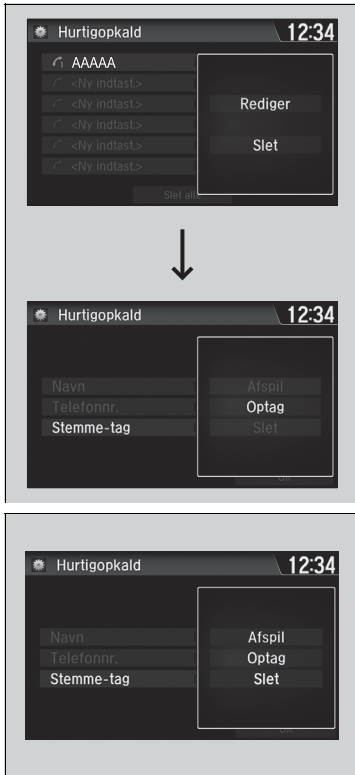 Hurtigopkald 12:34
AAAAA
<Ny indtast.>
<Ny indtast.>
<Ny indtast.>
<Ny indtast.>
<Ny indtast.>
Rediger
Slet
Slet alle
Hurtigopkald 12:34
Navn
Telefonnr.
Stemme-tag
Afspil
Optag
Slet
OK
Hurtigopkald 12:34
Navn
Telefonnr.
Stemme-tag
Afspil
Optag
Slet
OK